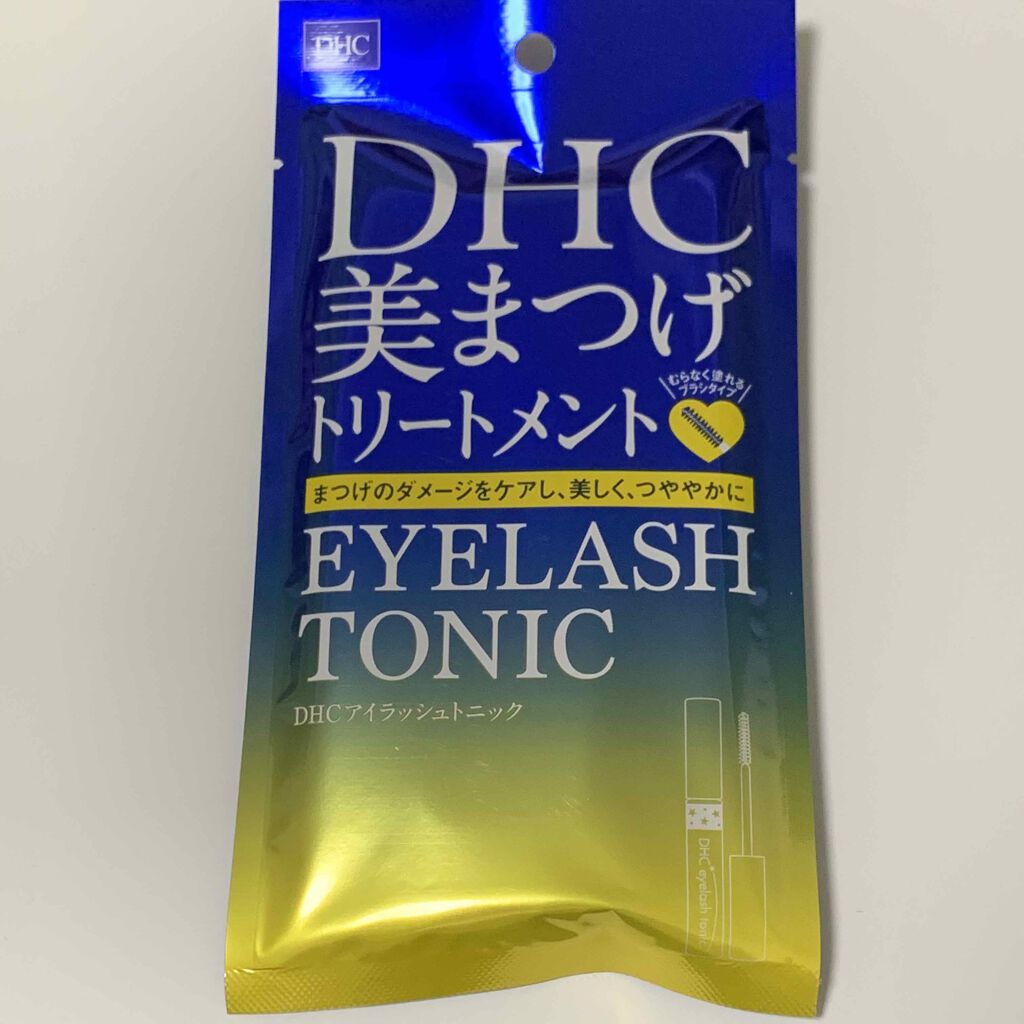 DHC
DHC
美まつげ
むらなく塗れる
ブラシタイプ
トリートメント
まつげのダメージをケアし、美しく、つややかに
EYELASH
TONIC
DHCアイラッシュトニック
DHC® eyelash tonic